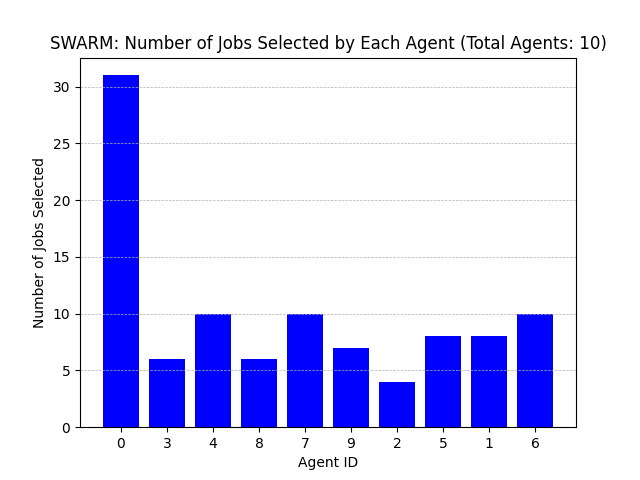 SWARM: Number of Jobs Selected by Each Agent (Total Agents: 10)
30
25
20
15
10
5
0
Number of Jobs Selected
0 3 4 8 7 9 2 5 1 6
Agent ID